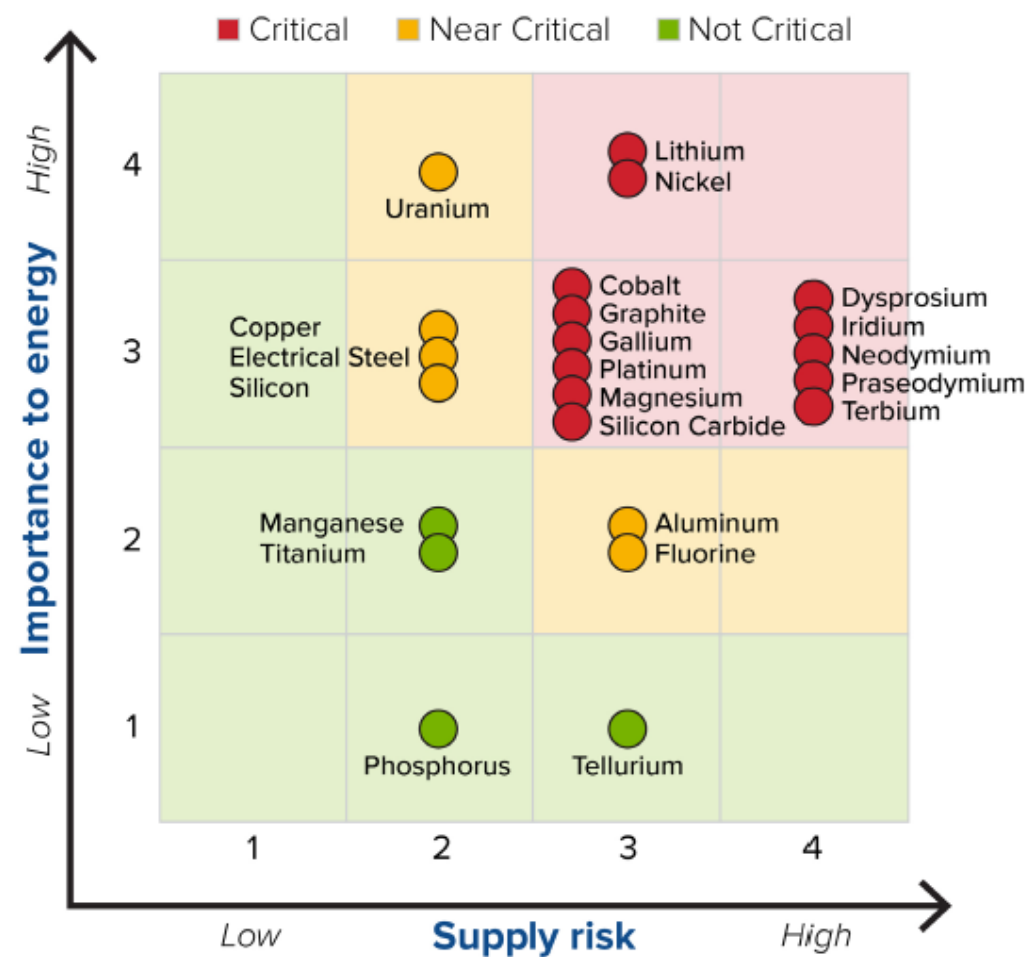 Critical Near Critical Not Critical
High
Importance to energy
Low
4
3
2
1
Uranium
Lithium
Nickel
Copper
Electrical Steel
Silicon
Cobalt
Graphite
Gallium
Platinum
Magnesium
Silicon Carbide
Dysprosium
Iridium
Neodymium
Praseodymium
Terbium
Manganese
Titanium
Aluminum
Fluorine
Phosphorus
Tellurium
1 2 3 4
Low Supply risk High